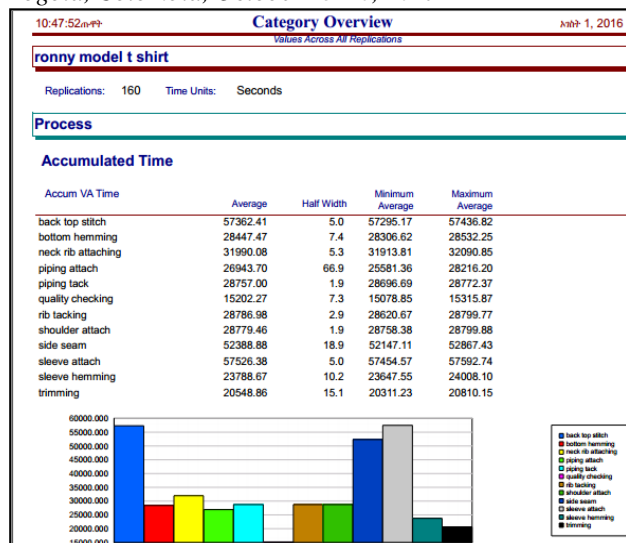 10:47:52ጡዋት Category Overview ኦገስት 1, 2016
Values Across All Replications
ronny model t shirt
Replications: 160 Time Units: Seconds
Process
Accumulated Time
Accum VA Time Average Half Width Minimum Average Maximum Average
back top stitch 57362.41 5.0 57295.17 57436.82
bottom hemming 28447.47 7.4 28306.62 28532.25
neck rib attaching 31990.08 5.3 31913.81 32090.85
piping attach 26943.70 66.9 25581.36 28216.20
piping tack 28757.00 1.9 28696.69 28772.37
quality checking 15202.27 7.3 15078.85 15315.87
rib tacking 28786.98 2.9 28620.67 28799.77
shoulder attach 28779.46 1.9 28758.38 28799.88
side seam 52388.88 18.9 52147.11 52867.43
sleeve attach 57526.38 5.0 57454.57 57592.74
sleeve hemming 23788.67 10.2 23647.55 24008.10
trimming 20548.86 15.1 20311.23 20810.15
60000.000
55000.000
50000.000
45000.000
40000.000
35000.000
30000.000
25000.000
20000.000
15000.000
back top stitch
bottom hemming
neck rib attaching
piping attach
piping tack
quality checking
rib tacking
shoulder attach
side seam
sleeve attach
sleeve hemming
trimming